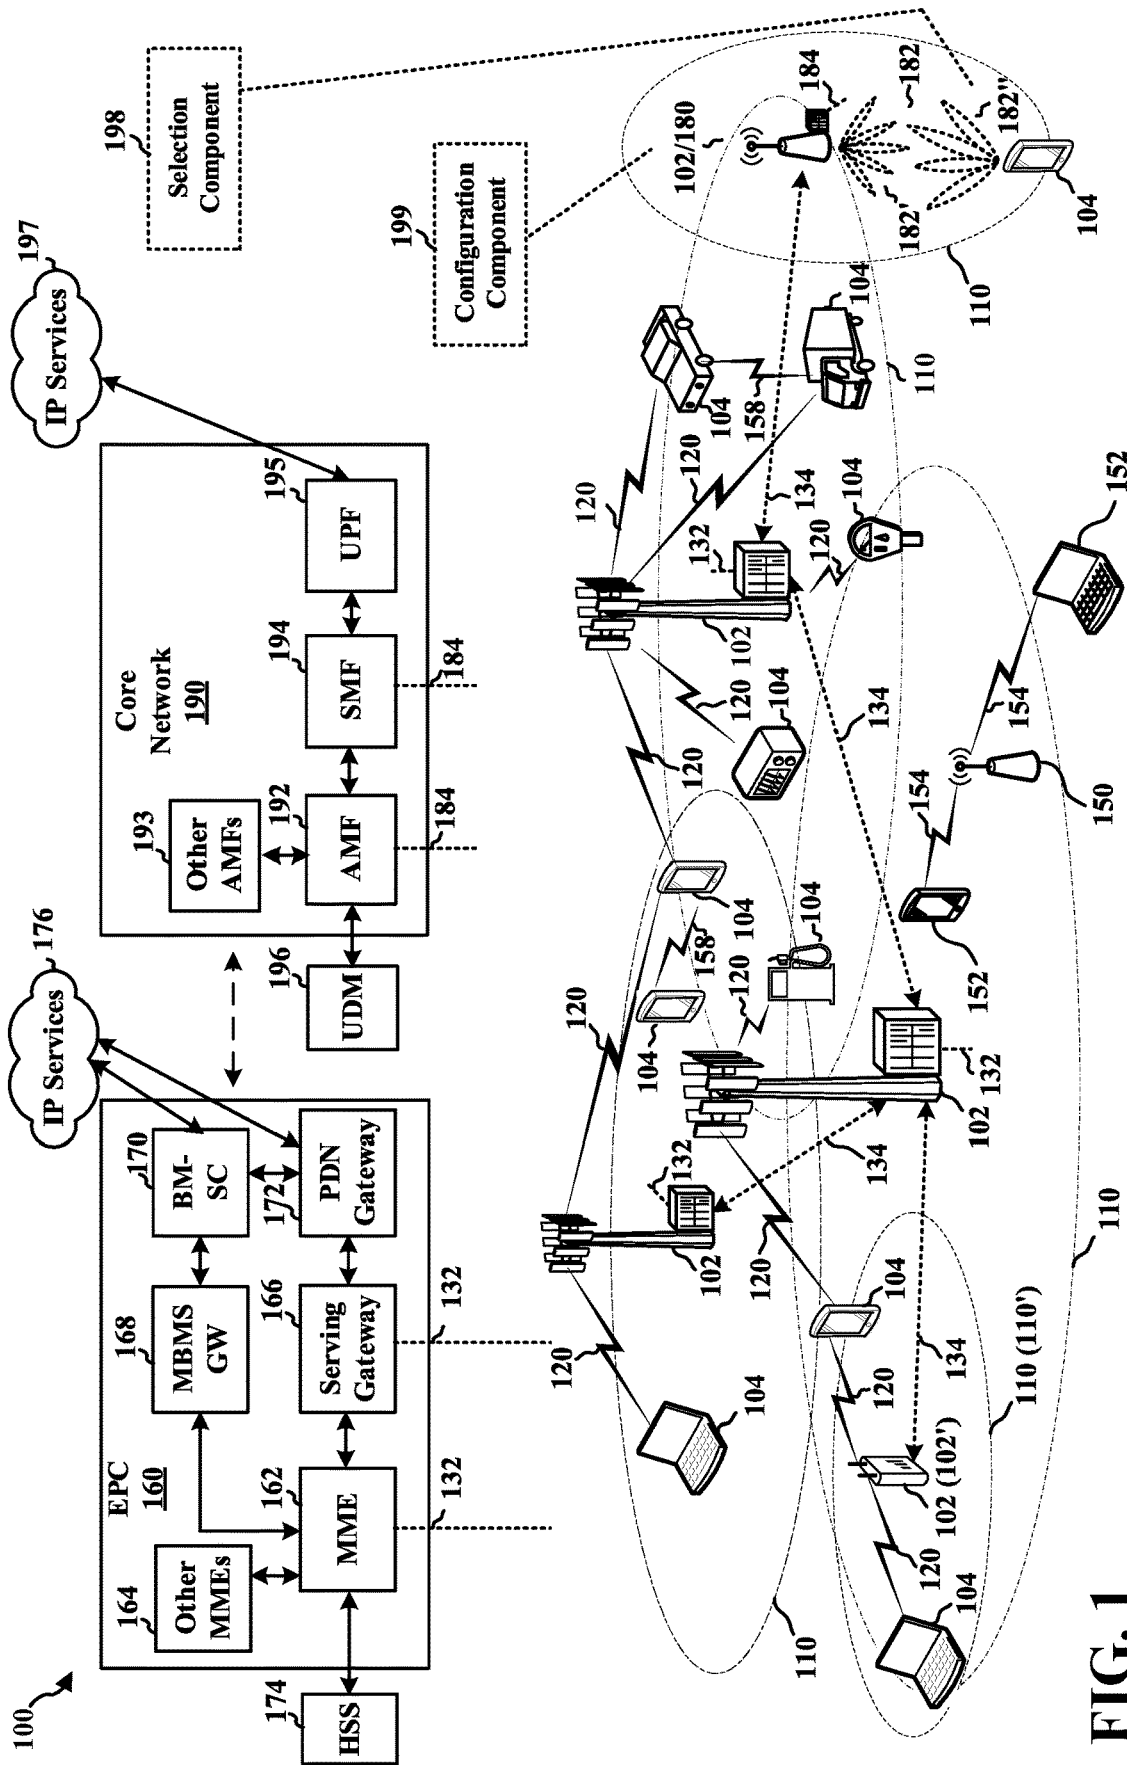 100
EPC
160
Other
MMEs
164
HSS
174
MME
162
MBMS
GW
168
Serving
Gateway
166
BM-
SC
170
PDN
Gateway
172
IP Services
176
132
132
Core
Network
190
UDM
196
Other
AMFs
193
AMF
192
SMF
194
UPF
195
IP Services
197
184
184
Selection
Component
198
Configuration
Component
199
120
120
120
120
120
120
120
120
120
120
120
104
104
104
104
104
104
104
104
104
104
104
102
102
102
102 (102')
102/180
132
132
132
134
134
134
134
158
158
110
110
110
110
110 (110')
150
152
152
154
154
182
182'
182"
184
FIG. 1